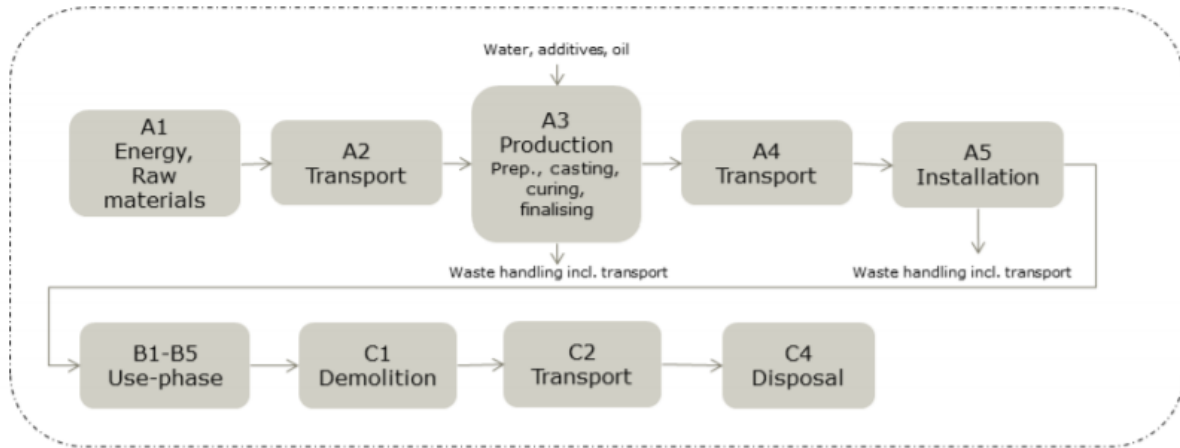 Water, additives, oil
A1
Energy,
Raw
materials
A2
Transport
A3
Production
Prep., casting,
curing,
finalising
A4
Transport
A5
Installation
Waste handling incl. transport
Waste handling incl. transport
B1-B5
Use-phase
C1
Demolition
C2
Transport
C4
Disposal